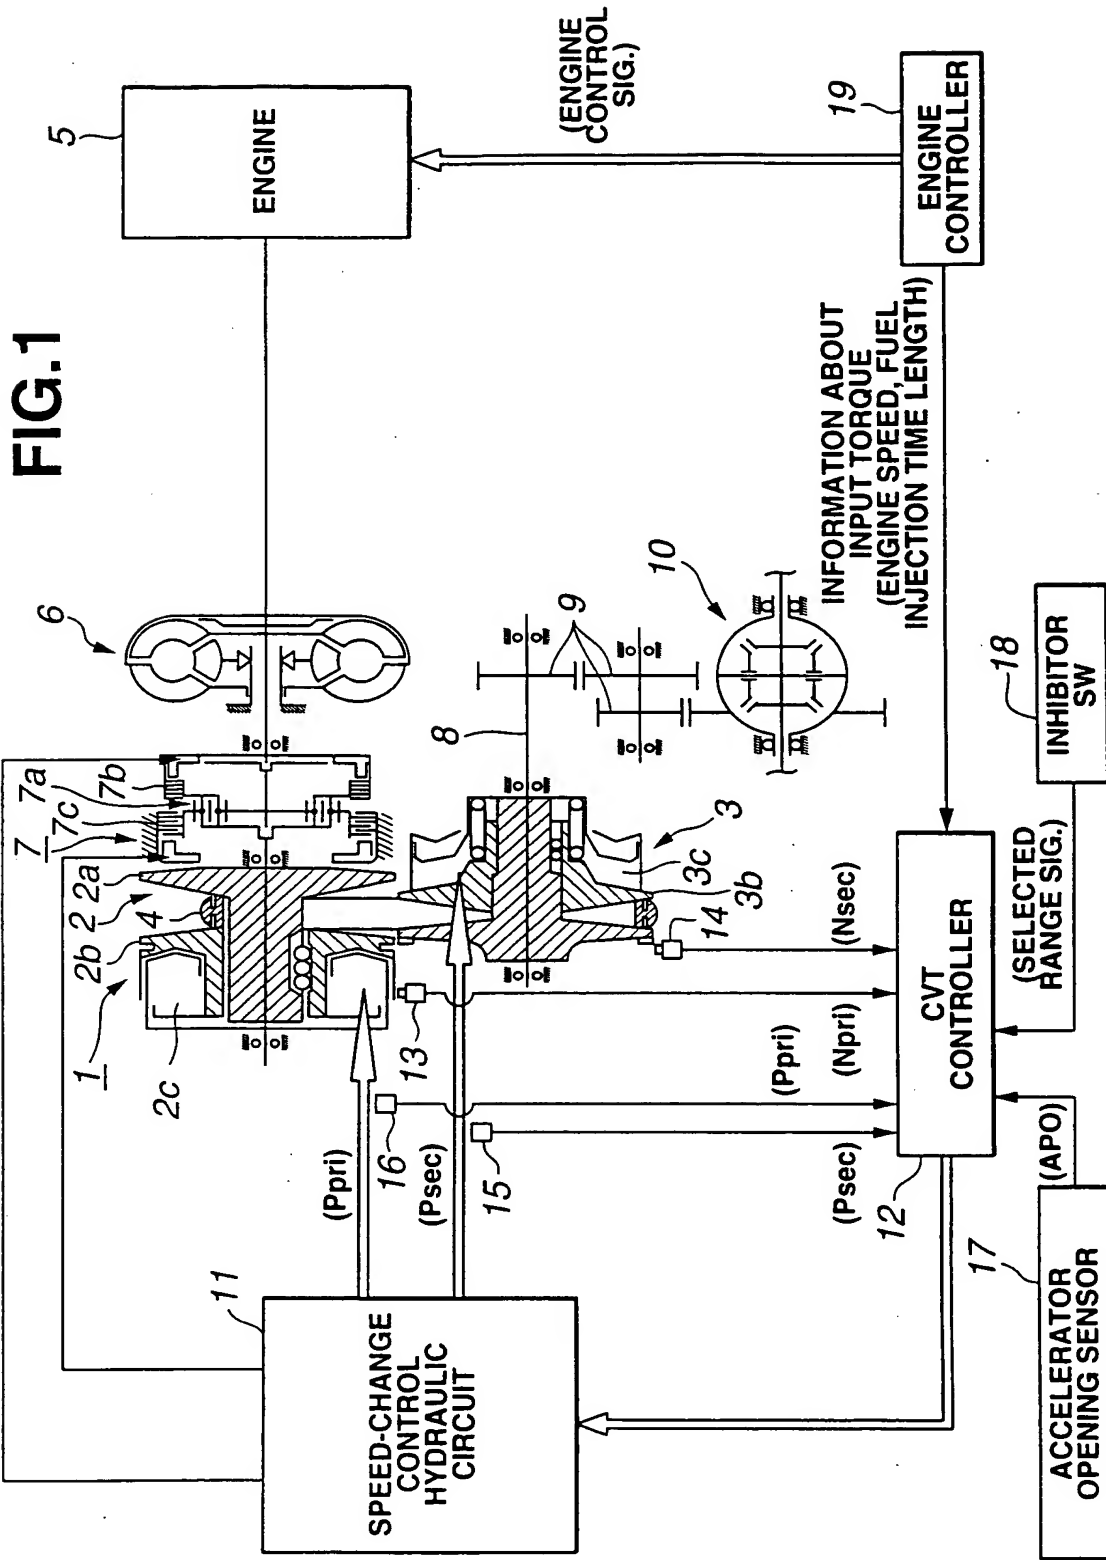 FIG.1
5
ENGINE
6
7
7c
7a
7b
2
2a
4
2b
1
2c
(ENGINE
CONTROL
SIG.)
19
ENGINE
CONTROLLER
11
SPEED-CHANGE
CONTROL
HYDRAULIC
CIRCUIT
(Ppri)
(Psec)
16
15
13
14
3
3c
3b
8
9
10
INFORMATION ABOUT
INPUT TORQUE
(ENGINE SPEED, FUEL
INJECTION TIME LENGTH)
(Psec)
(Ppri)
(Npri)
(Nsec)
12
CVT
CONTROLLER
(SELECTED
RANGE SIG.)
18
INHIBITOR
SW
(APO)
17
ACCELERATOR
OPENING SENSOR